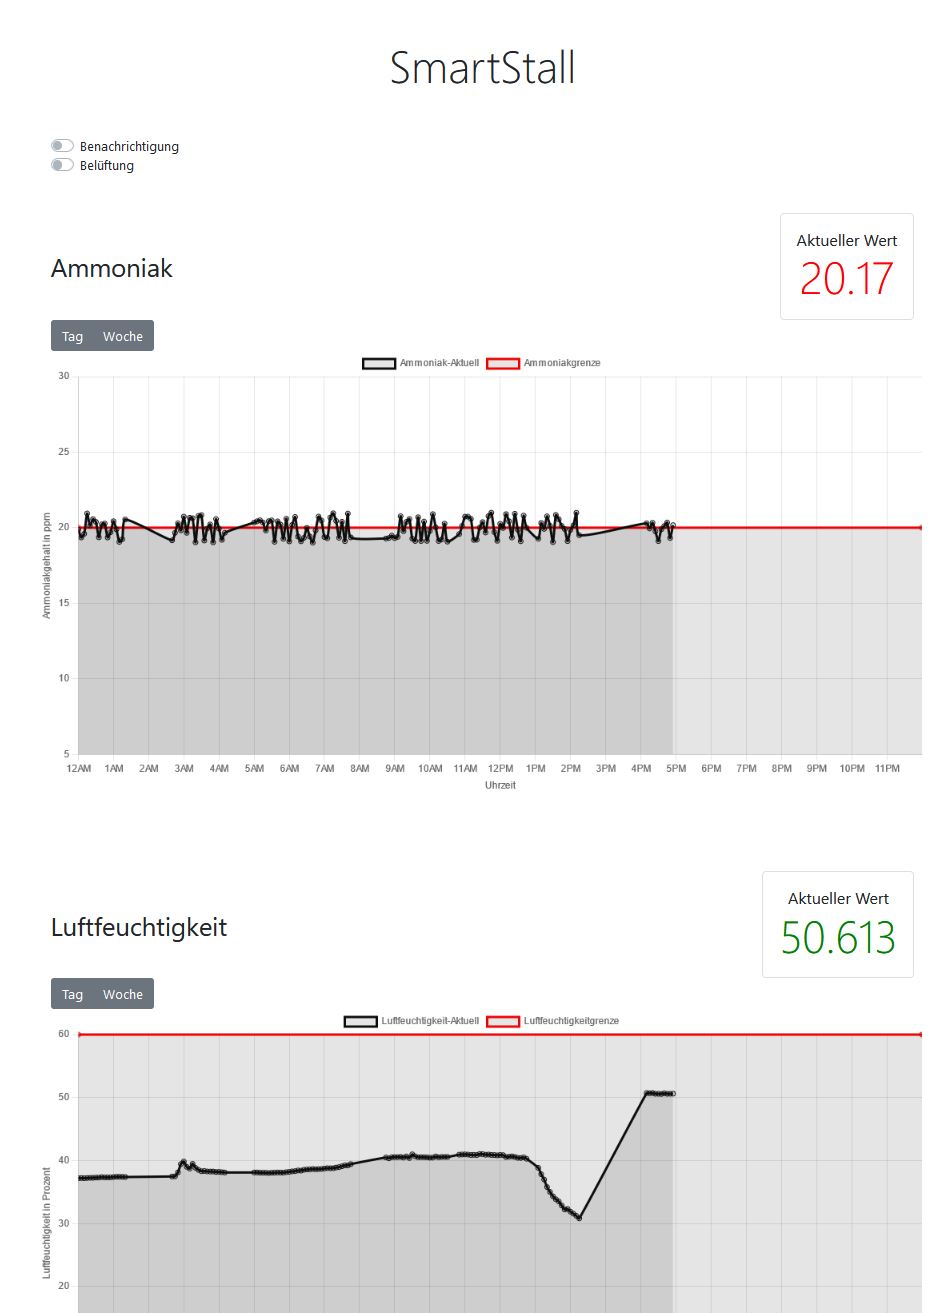 SmartStall
Benachrichtigung
Belüftung
Aktueller Wert
20.17
Ammoniak
Tag Woche
Ammoniak-Aktuell Ammoniakgrenze
30
25
20
15
10
5
Ammoniakgehalt in ppm
12AM 1AM 2AM 3AM 4AM 5AM 6AM 7AM 8AM 9AM 10AM 11AM 12PM 1PM 2PM 3PM 4PM 5PM 6PM 7PM 8PM 9PM 10PM 11PM
Uhrzeit
Aktueller Wert
50.613
Luftfeuchtigkeit
Tag Woche
Luftfeuchtigkeit-Aktuell Luftfeuchtigkeitgrenze
60
50
40
30
20
Luftfeuchtigkeit in Prozent